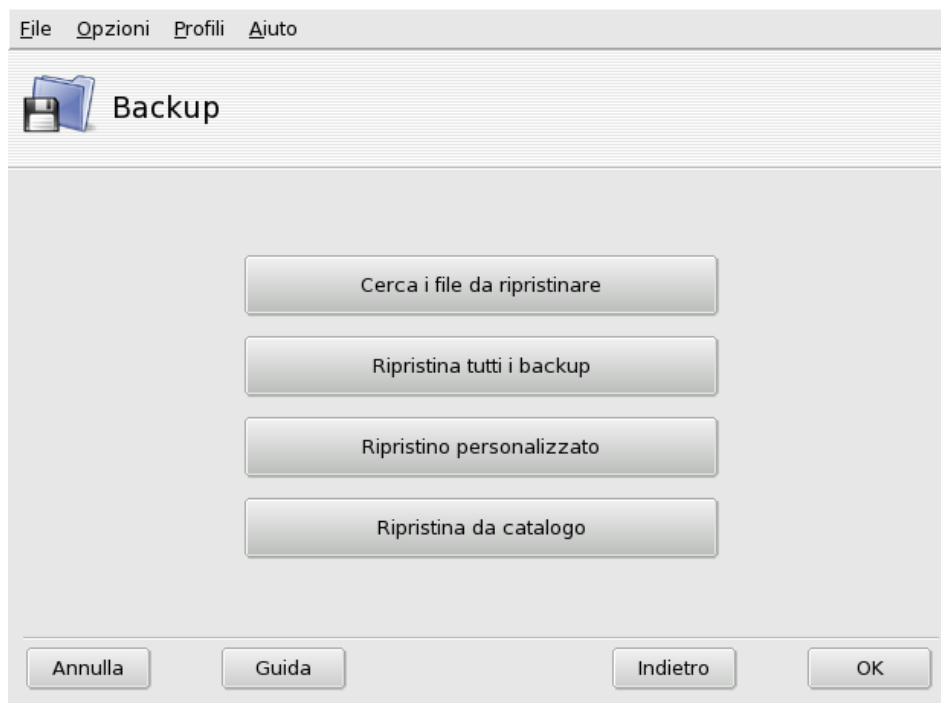 File Opzioni Profili Aiuto
Backup
Cerca i file da ripristinare
Ripristina tutti i backup
Ripristino personalizzato
Ripristina da catalogo
Annulla Guida Indietro OK